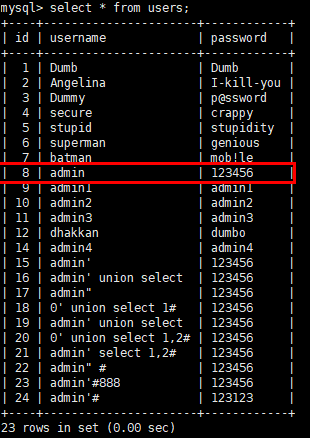 mysql> select * from users;
+----+---------------------+------------+
| id | username | password |
+----+---------------------+------------+
| 1 | Dumb | Dumb |
| 2 | Angelina | I-kill-you |
| 3 | Dummy | p@ssword |
| 4 | secure | crappy |
| 5 | stupid | stupidity |
| 6 | superman | genious |
| 7 | batman | mob!le |
| 8 | admin | 123456 |
| 9 | admin1 | admin1 |
| 10 | admin2 | admin2 |
| 11 | admin3 | admin3 |
| 12 | dhakkan | dumbo |
| 14 | admin4 | admin4 |
| 15 | admin' | 123456 |
| 16 | admin' union select | 123456 |
| 17 | admin" | 123456 |
| 18 | 0' union select 1# | 123456 |
| 19 | admin' union select | 123456 |
| 20 | 0' union select 1,2# | 123456 |
| 21 | admin' select 1,2# | 123456 |
| 22 | admin" # | 123456 |
| 23 | admin'#888 | 123456 |
| 24 | admin'# | 123123 |
+----+---------------------+------------+
23 rows in set (0.00 sec)